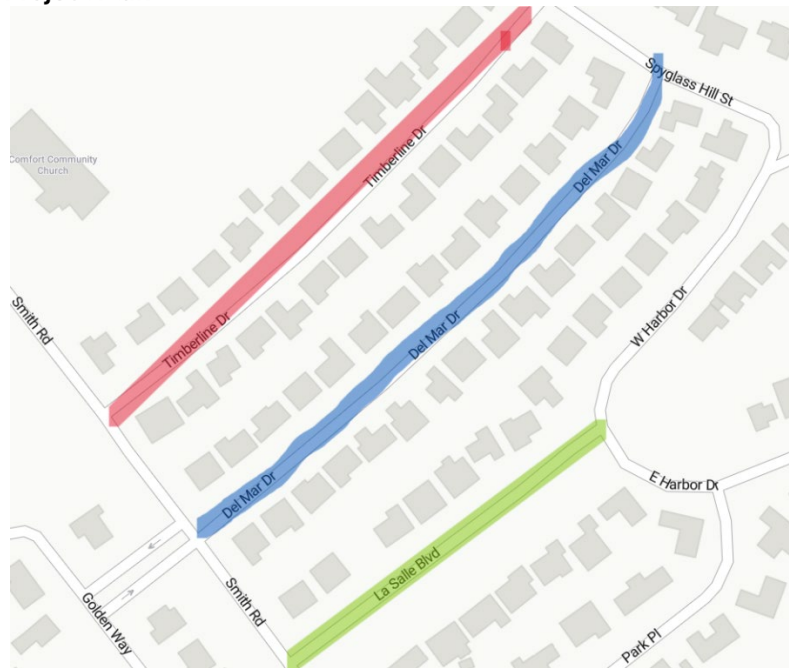 Spyglass Hill St
Timberline Dr
Comfort Community
Church
Del Mar Dr
Smith Rd
W Harbor Dr
Timberline Dr
Del Mar Dr
Del Mar Dr
E Harbor Dr
La Salle Blvd
Golden Way
Smith Rd
Park Pl